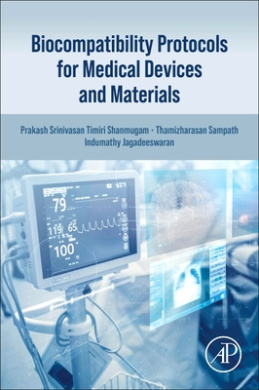 Biocompatibility Protocols
for Medical Devices
and Materials
Prakash Srinivasan Timiri Shanmugam • Thamizharasan Sampath
Indumathy Jagadeeswaran
79
119
65
100
AP